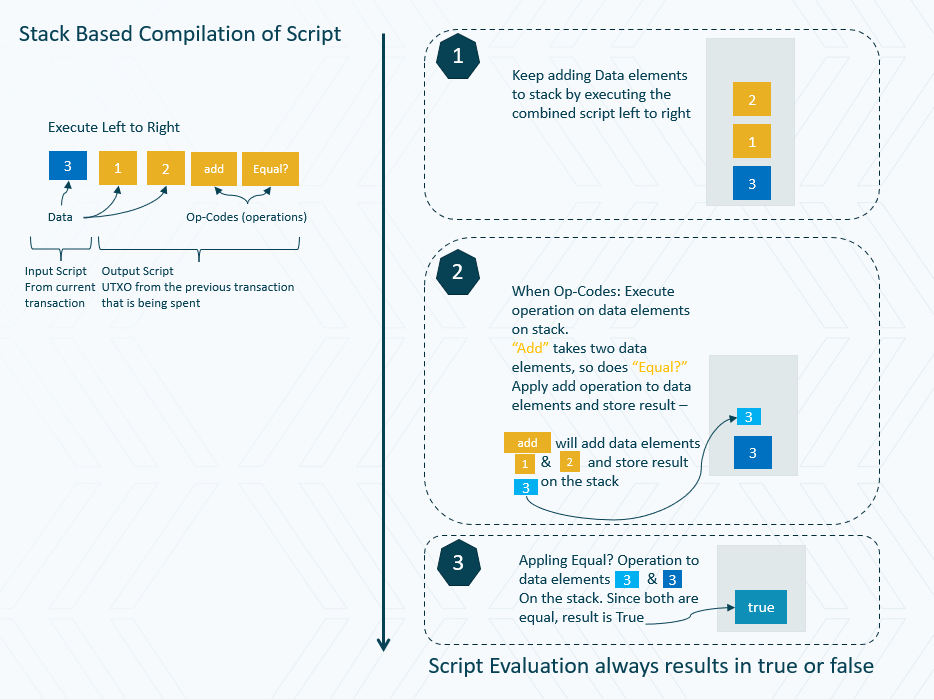 Stack Based Compilation of Script
Execute Left to Right
3 1 2 add Equal?
Data Op-Codes (operations)
Input Script
From current
transaction
Output Script
UTXO from the previous transaction
that is being spent
1
Keep adding Data elements
to stack by executing the
combined script left to right
2
1
3
2
When Op-Codes: Execute
operation on data elements
on stack.
“Add” takes two data
elements, so does “Equal?”
Apply add operation to data
elements and store result –
add will add data elements
1 & 2 and store result
3 on the stack
3
3
3
Appling Equal? Operation to
data elements 3 & 3
On the stack. Since both are
equal, result is True
true
Script Evaluation always results in true or false